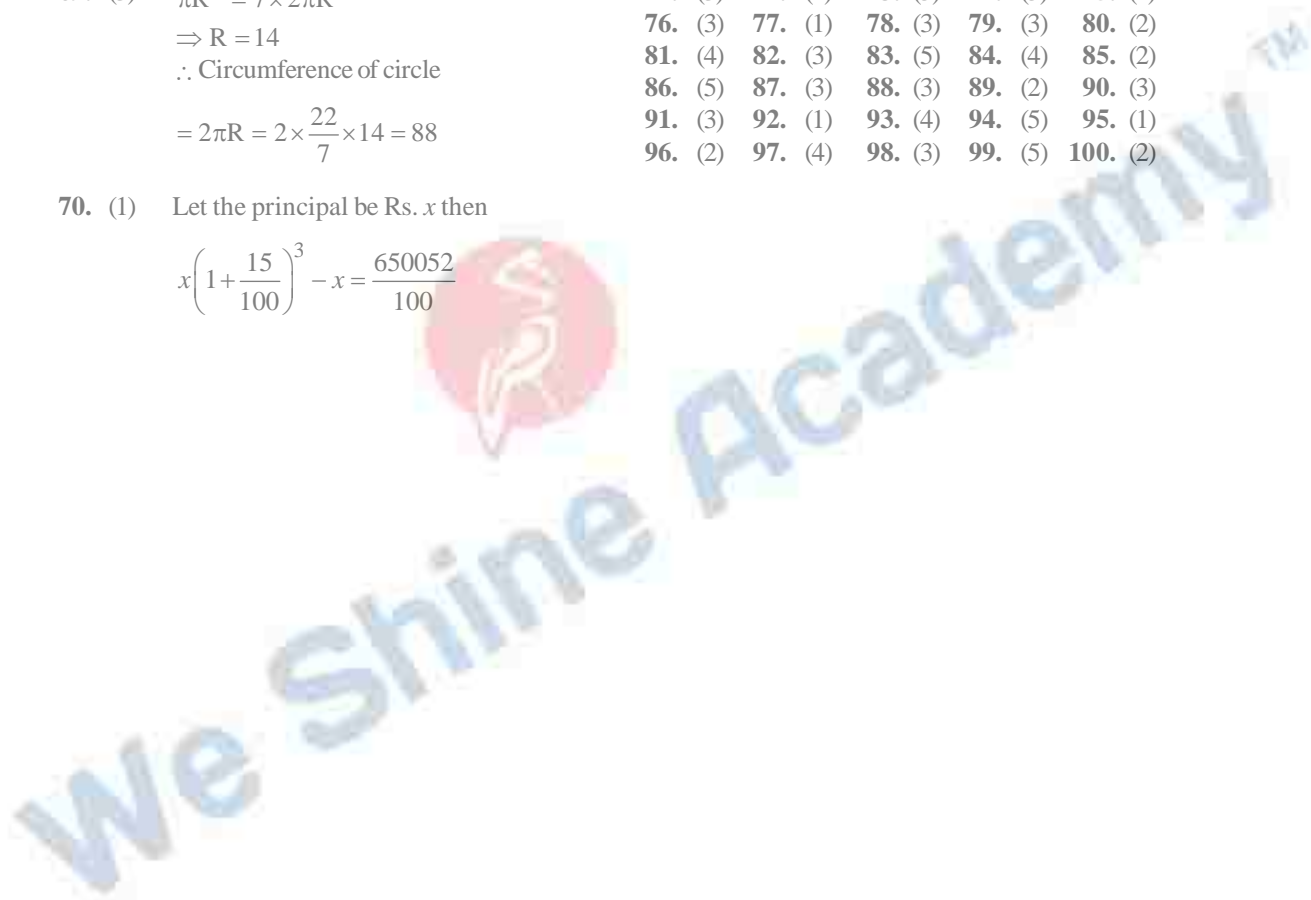 πR = 7 × 2πR
⇒ R = 14
∴ Circumference of circle
= 2πR = 2 × 22/7 × 14 = 88
70. (1) Let the principal be Rs. x then
x(1 + 15/100)^3 − x = 650052/100
76. (3) 77. (1) 78. (3) 79. (3) 80. (2)
81. (4) 82. (3) 83. (5) 84. (4) 85. (2)
86. (5) 87. (3) 88. (3) 89. (2) 90. (3)
91. (3) 92. (1) 93. (4) 94. (5) 95. (1)
96. (2) 97. (4) 98. (3) 99. (5) 100. (2)
We Shine Academy TM